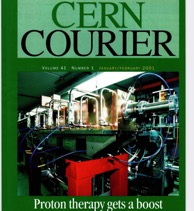 CERN
COURIER
VOLUME 41 NUMBER 1 JANUARY/FEBRUARY 2001
Proton therapy gets a boost